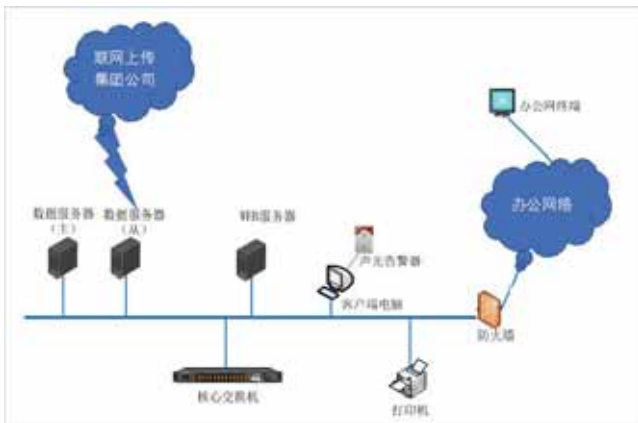 联网上传
集团公司
办公网终端
办公网络
数据服务器
（主）
数据服务器
（从）
WEB服务器
声光告警器
客户端电脑
防火墙
核心交换机
打印机